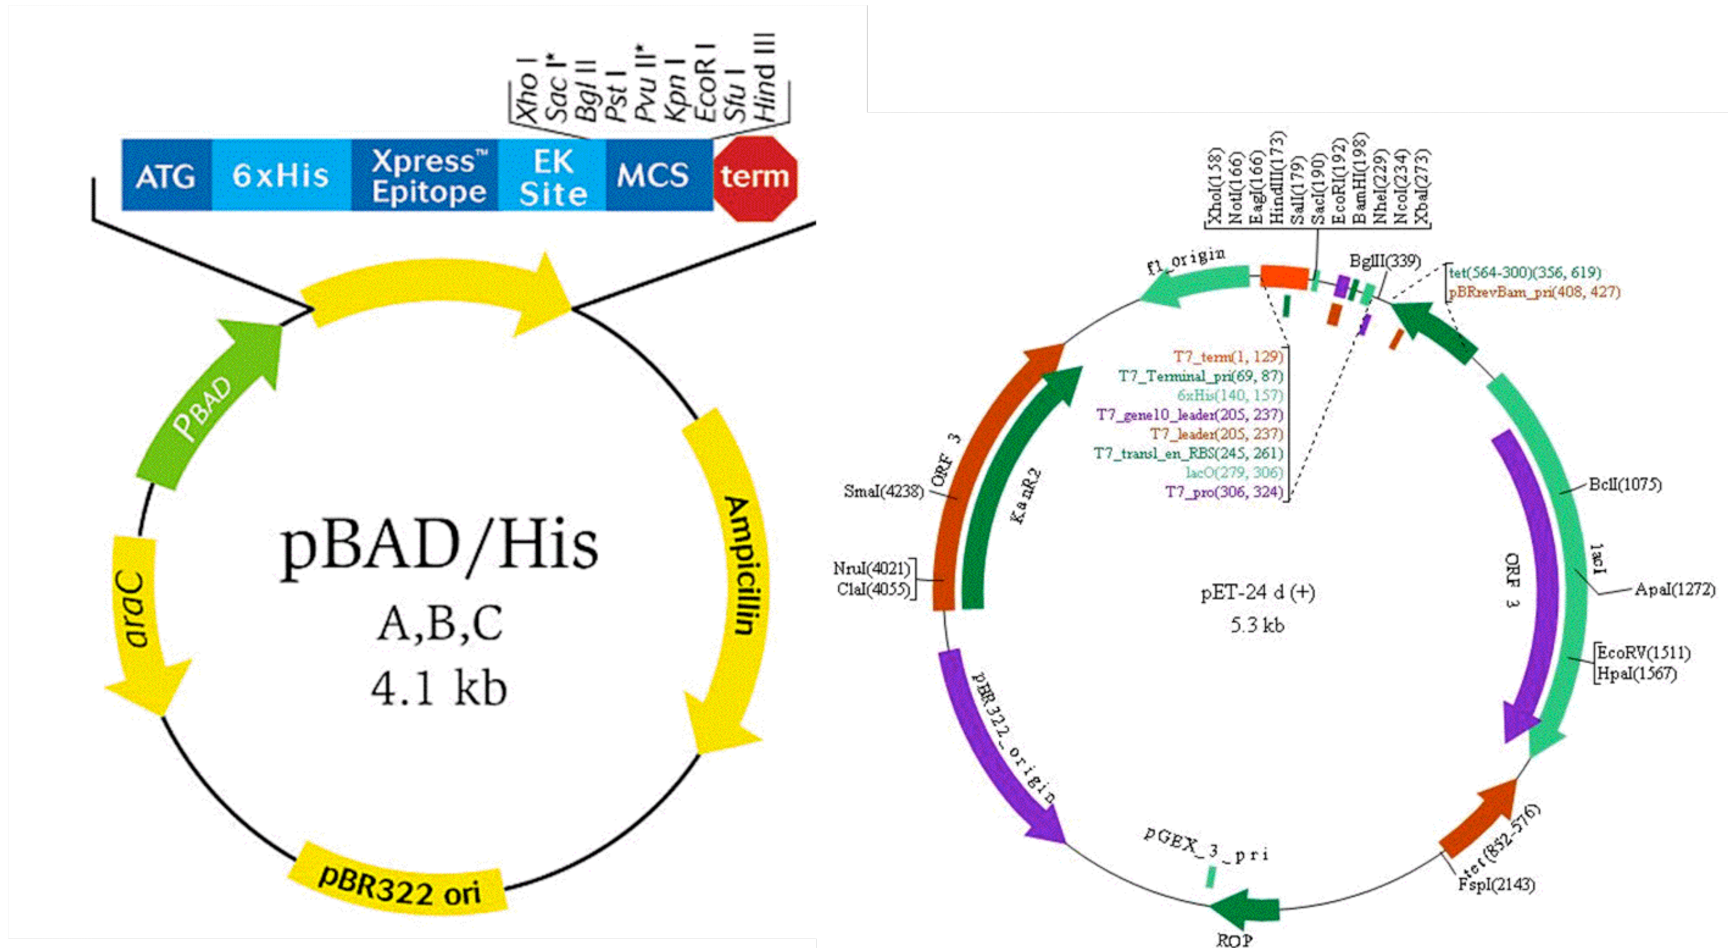 Xho I
Sac I*
Bgl II
Pst I
Pvu II*
Kpn I
EcoR I
Sfu I
Hind III
ATG
6xHis
Xpress™
Epitope
EK
Site
MCS
term
PBAD
araC
Ampicillin
pBR322 ori
pBAD/His
A,B,C
4.1 kb
XhoI(158)
NotI(166)
EagI(166)
HindIII(173)
SalI(179)
SacI(190)
EcoRI(192)
BamHI(198)
NheI(229)
NcoI(234)
XbaI(273)
f1_origin
BglII(339)
tet(564-300)(356, 619)
pBRrevBam_pri(408, 427)
T7_term(1, 129)
T7_Terminal_pri(69, 87)
6xHis(140, 157)
T7_gene10_leader(205, 237)
T7_leader(205, 237)
T7_transl_en_RBS(245, 261)
lacO(279, 306)
T7_pro(306, 324)
ORF 3
KanR2
SmaI(4238)
NruI(4021)
ClaI(4055)
pET-24 d (+)
5.3 kb
BclI(1075)
lacI
ORF 3
ApaI(1272)
EcoRV(1511)
HpaI(1567)
pBR322_origin
pGEX_3_pri
tet(852-576)
FspI(2143)
ROP